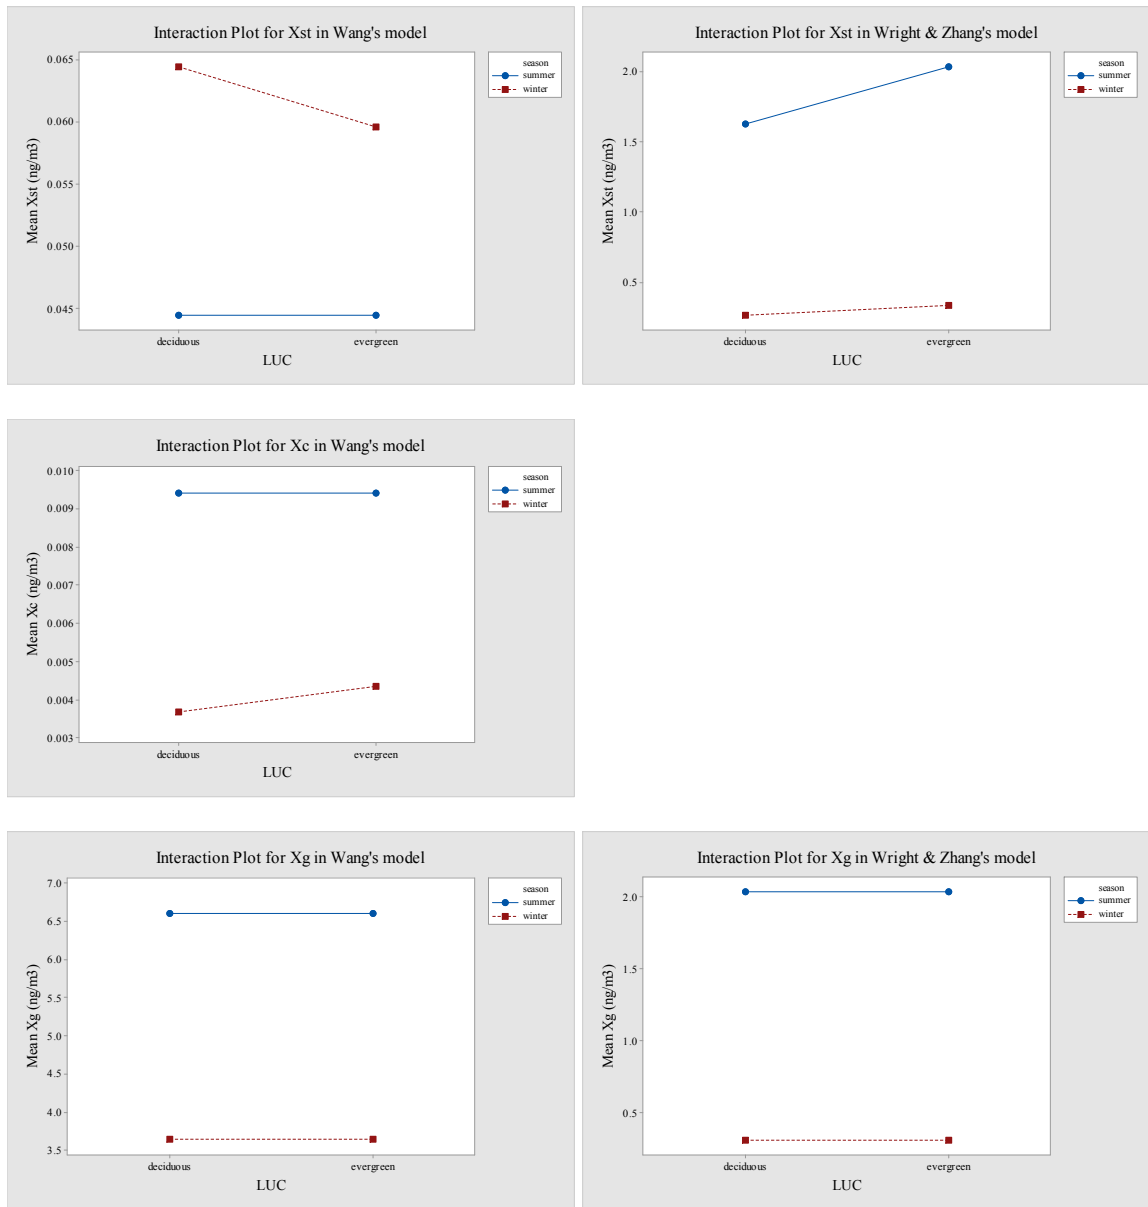 Interaction Plot for Xst in Wang's model
season
summer
winter
0.065
0.060
0.055
0.050
0.045
Mean Xst (ng/m3)
deciduous evergreen
LUC
Interaction Plot for Xst in Wright & Zhang's model
season
summer
winter
2.0
1.5
1.0
0.5
Mean Xst (ng/m3)
deciduous evergreen
LUC
Interaction Plot for Xc in Wang's model
season
summer
winter
0.010
0.009
0.008
0.007
0.006
0.005
0.004
0.003
Mean Xc (ng/m3)
deciduous evergreen
LUC
Interaction Plot for Xg in Wang's model
season
summer
winter
7.0
6.5
6.0
5.5
5.0
4.5
4.0
3.5
Mean Xg (ng/m3)
deciduous evergreen
LUC
Interaction Plot for Xg in Wright & Zhang's model
season
summer
winter
2.0
1.5
1.0
0.5
Mean Xg (ng/m3)
deciduous evergreen
LUC